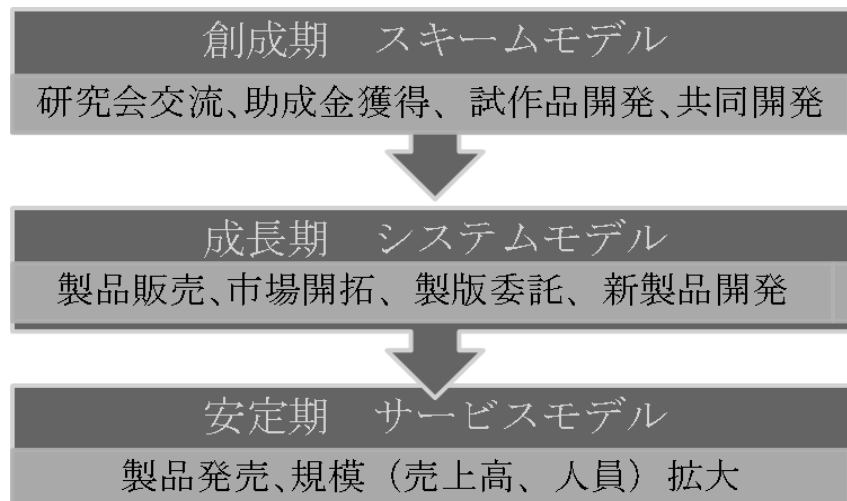 創成期　スキームモデル
研究会交流、助成金獲得、試作品開発、共同開発
成長期　システムモデル
製品販売、市場開拓、製版委託、新製品開発
安定期　サービスモデル
製品発売、規模（売上高、人員）拡大